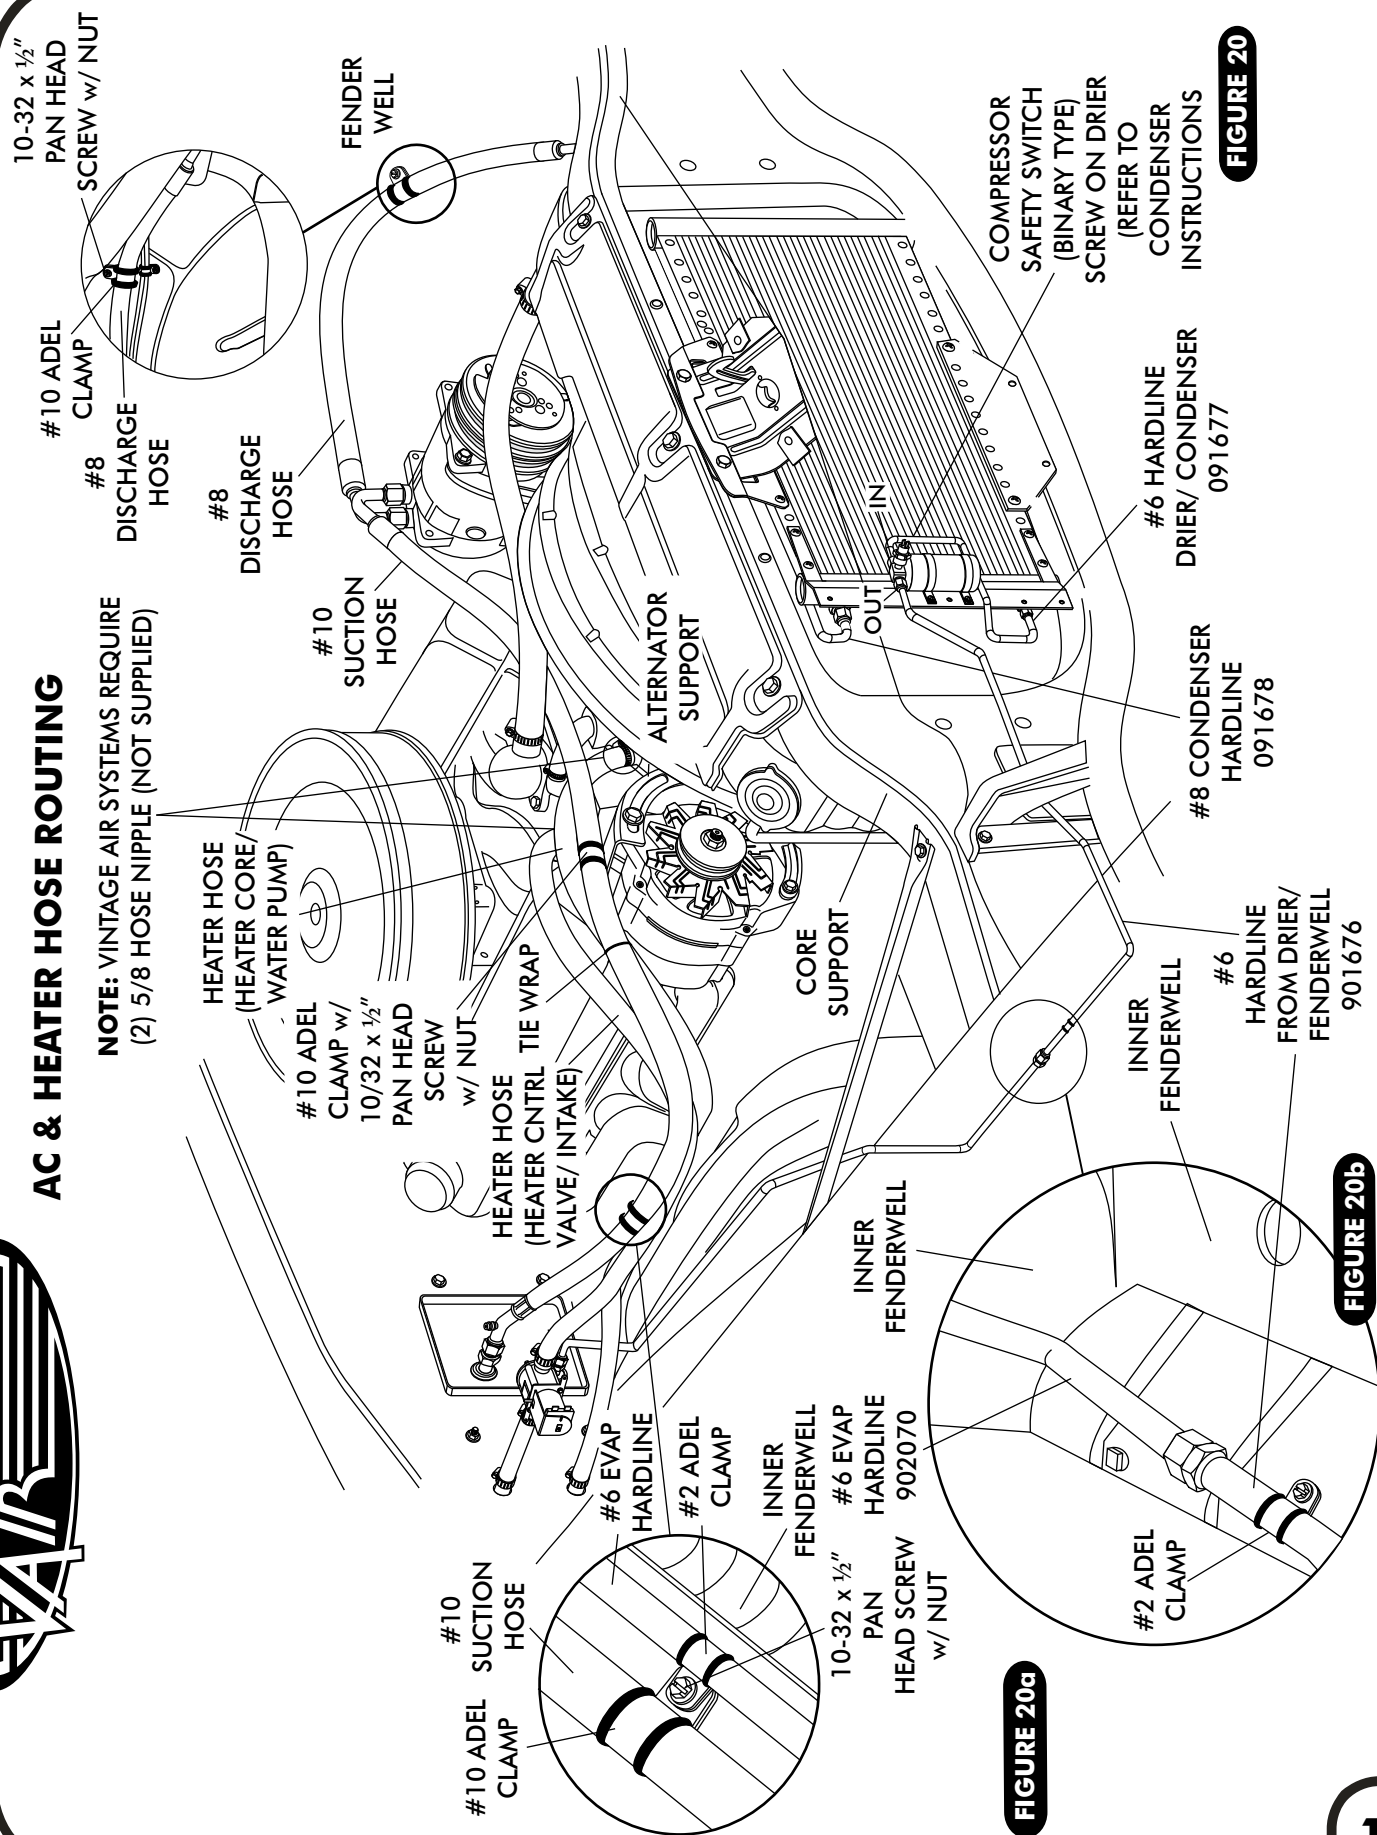 AC & HEATER HOSE ROUTING
NOTE: VINTAGE AIR SYSTEMS REQUIRE
(2) 5/8 HOSE NIPPLE (NOT SUPPLIED)
HEATER HOSE
(HEATER CORE/
WATER PUMP)
#10 ADEL
CLAMP w/
10/32 x ½"
PAN HEAD
SCREW
w/ NUT
TIE WRAP
HEATER HOSE
(HEATER CNTRL
VALVE/ INTAKE)
#10
SUCTION
HOSE
#8
DISCHARGE
HOSE
#8
DISCHARGE
HOSE
#10 ADEL
CLAMP
10-32 x ½"
PAN HEAD
SCREW w/ NUT
FENDER
WELL
ALTERNATOR
SUPPORT
CORE
SUPPORT
IN
OUT
COMPRESSOR
SAFETY SWITCH
(BINARY TYPE)
SCREW ON DRIER
(REFER TO
CONDENSER
INSTRUCTIONS
FIGURE 20
#6 HARDLINE
DRIER/ CONDENSER
091677
#8 CONDENSER
HARDLINE
091678
#6
HARDLINE
FROM DRIER/
FENDERWELL
901676
INNER
FENDERWELL
INNER
FENDERWELL
#6 EVAP
HARDLINE
902070
#2 ADEL
CLAMP
FIGURE 20b
#10 ADEL
CLAMP
#10
SUCTION
HOSE
#6 EVAP
HARDLINE
#2 ADEL
CLAMP
INNER
FENDERWELL
10-32 x ½"
PAN
HEAD SCREW
w/ NUT
FIGURE 20a